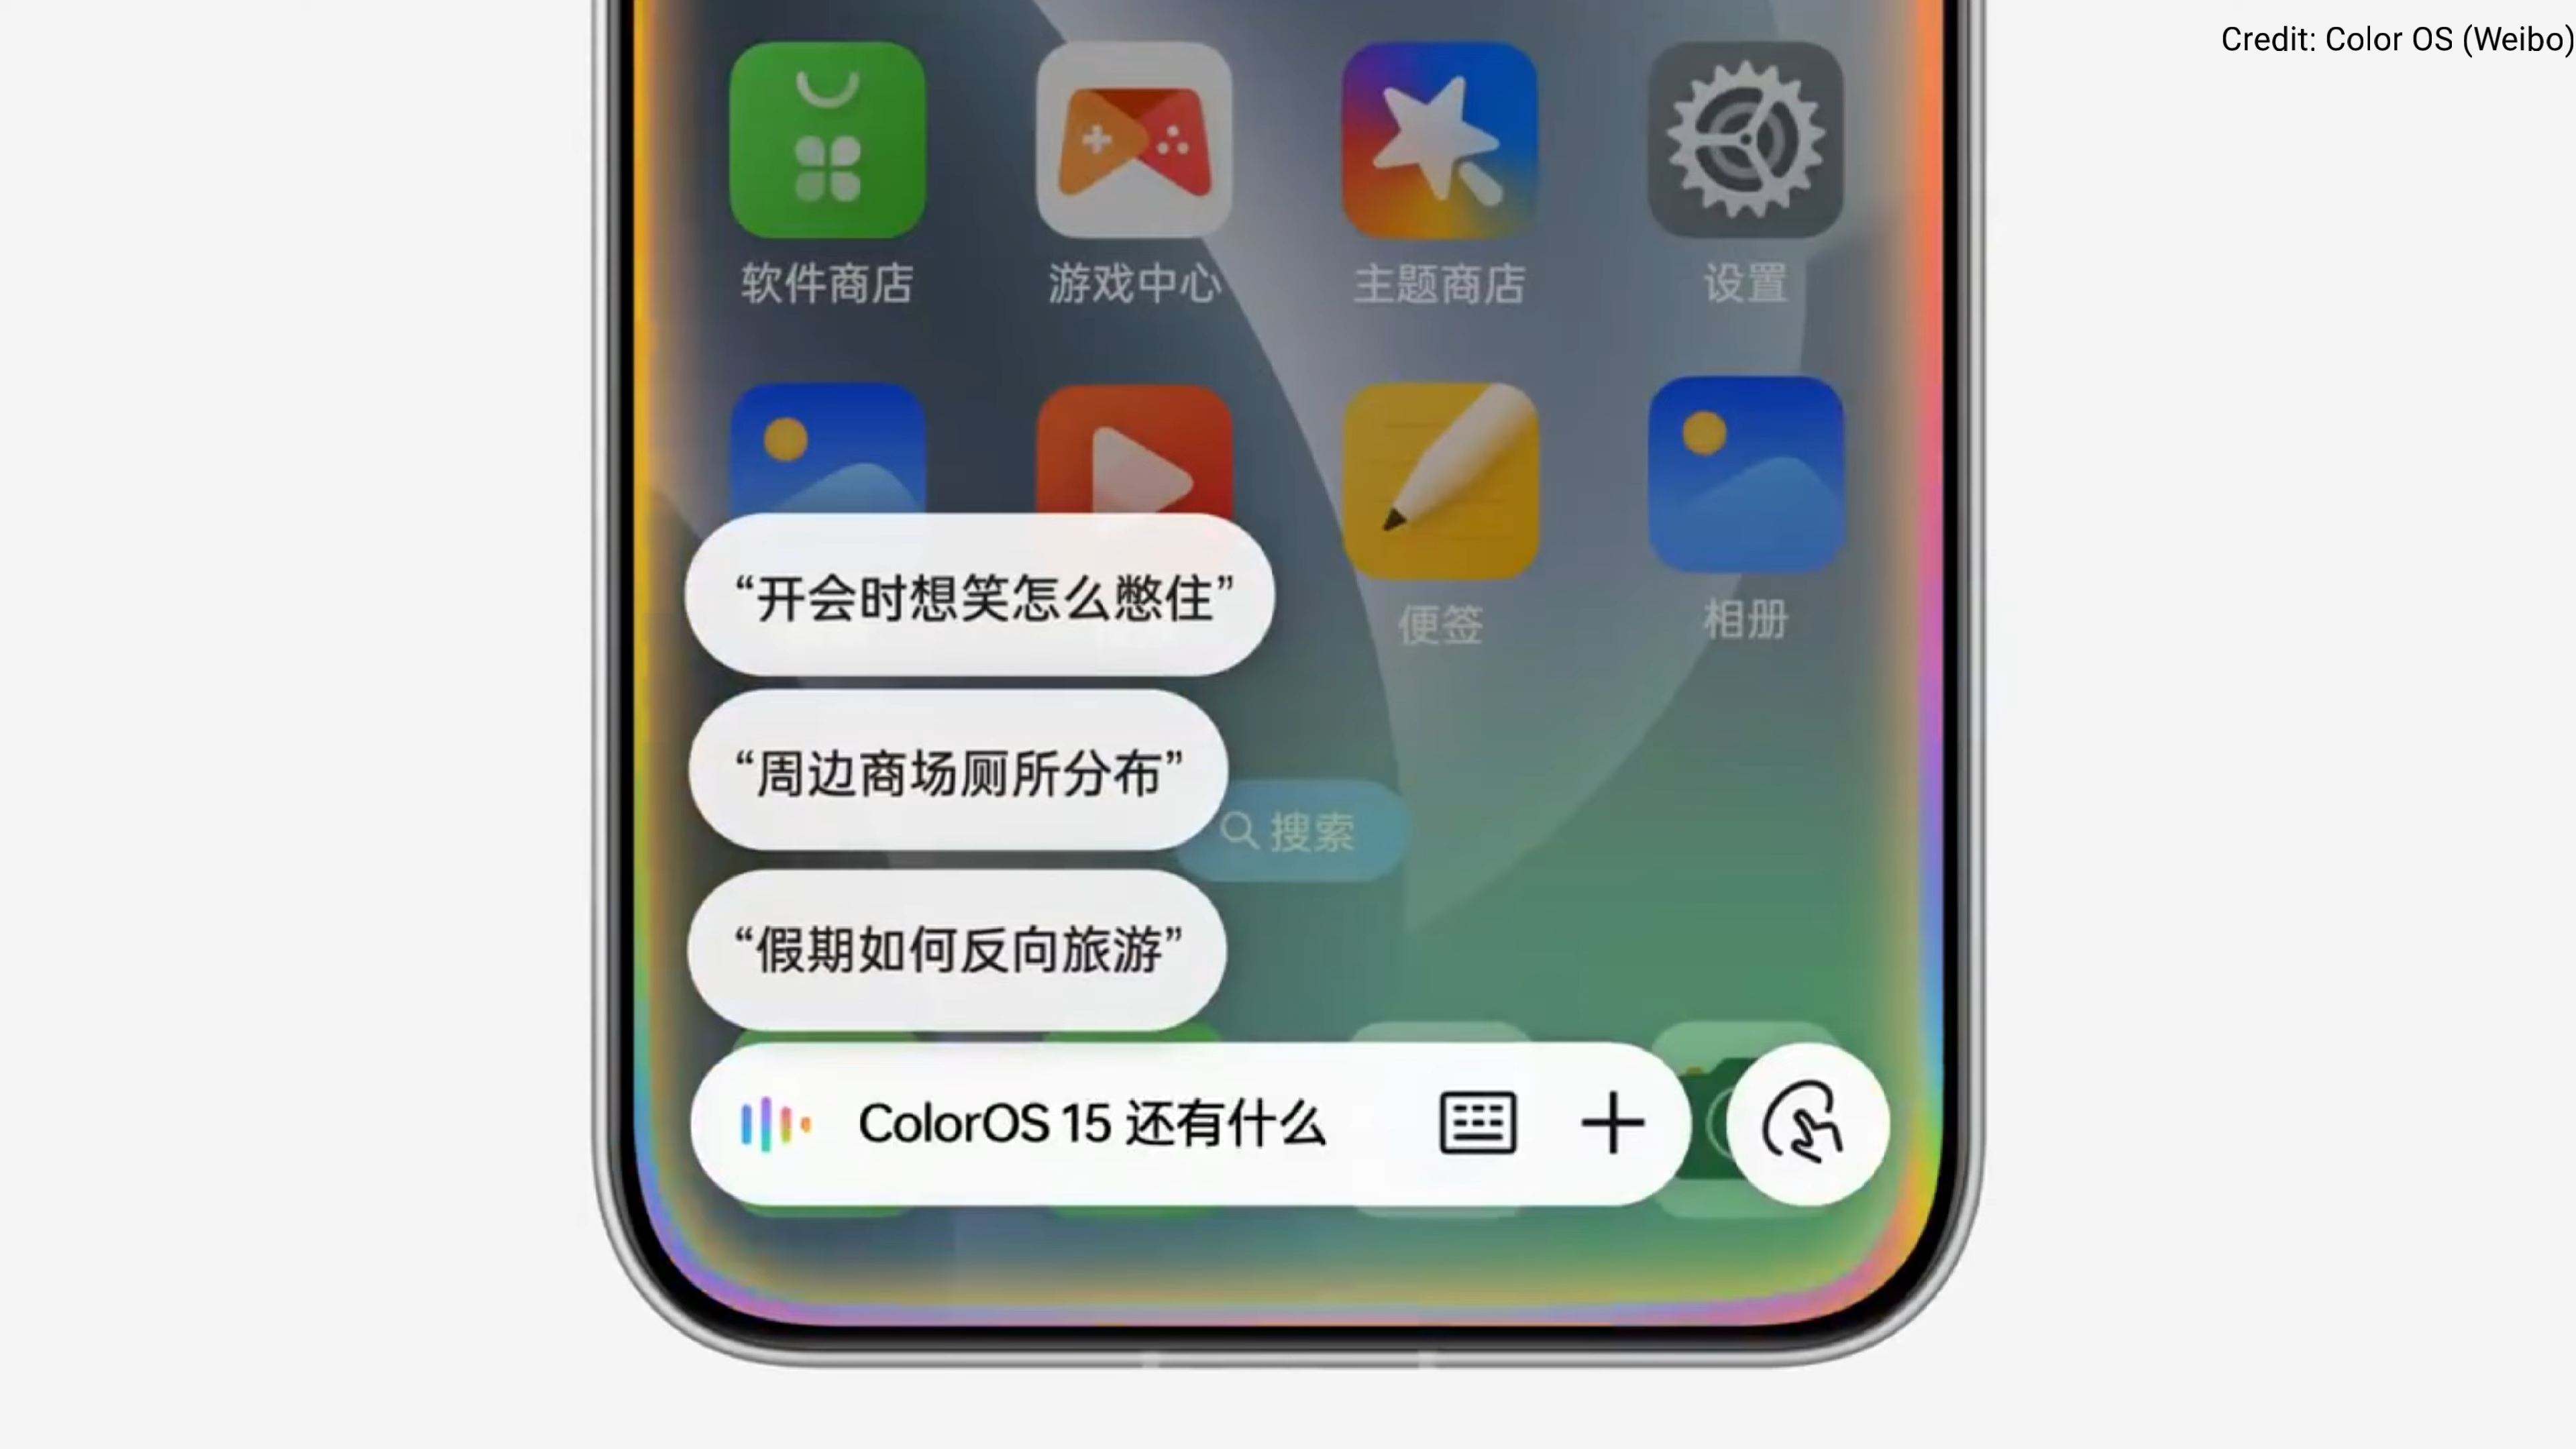 Credit: Color OS (Weibo)
软件商店
游戏中心
主题商店
设置
便签
相册
“开会时想笑怎么憋住”
“周边商场厕所分布”
搜索
“假期如何反向旅游”
ColorOS 15 还有什么